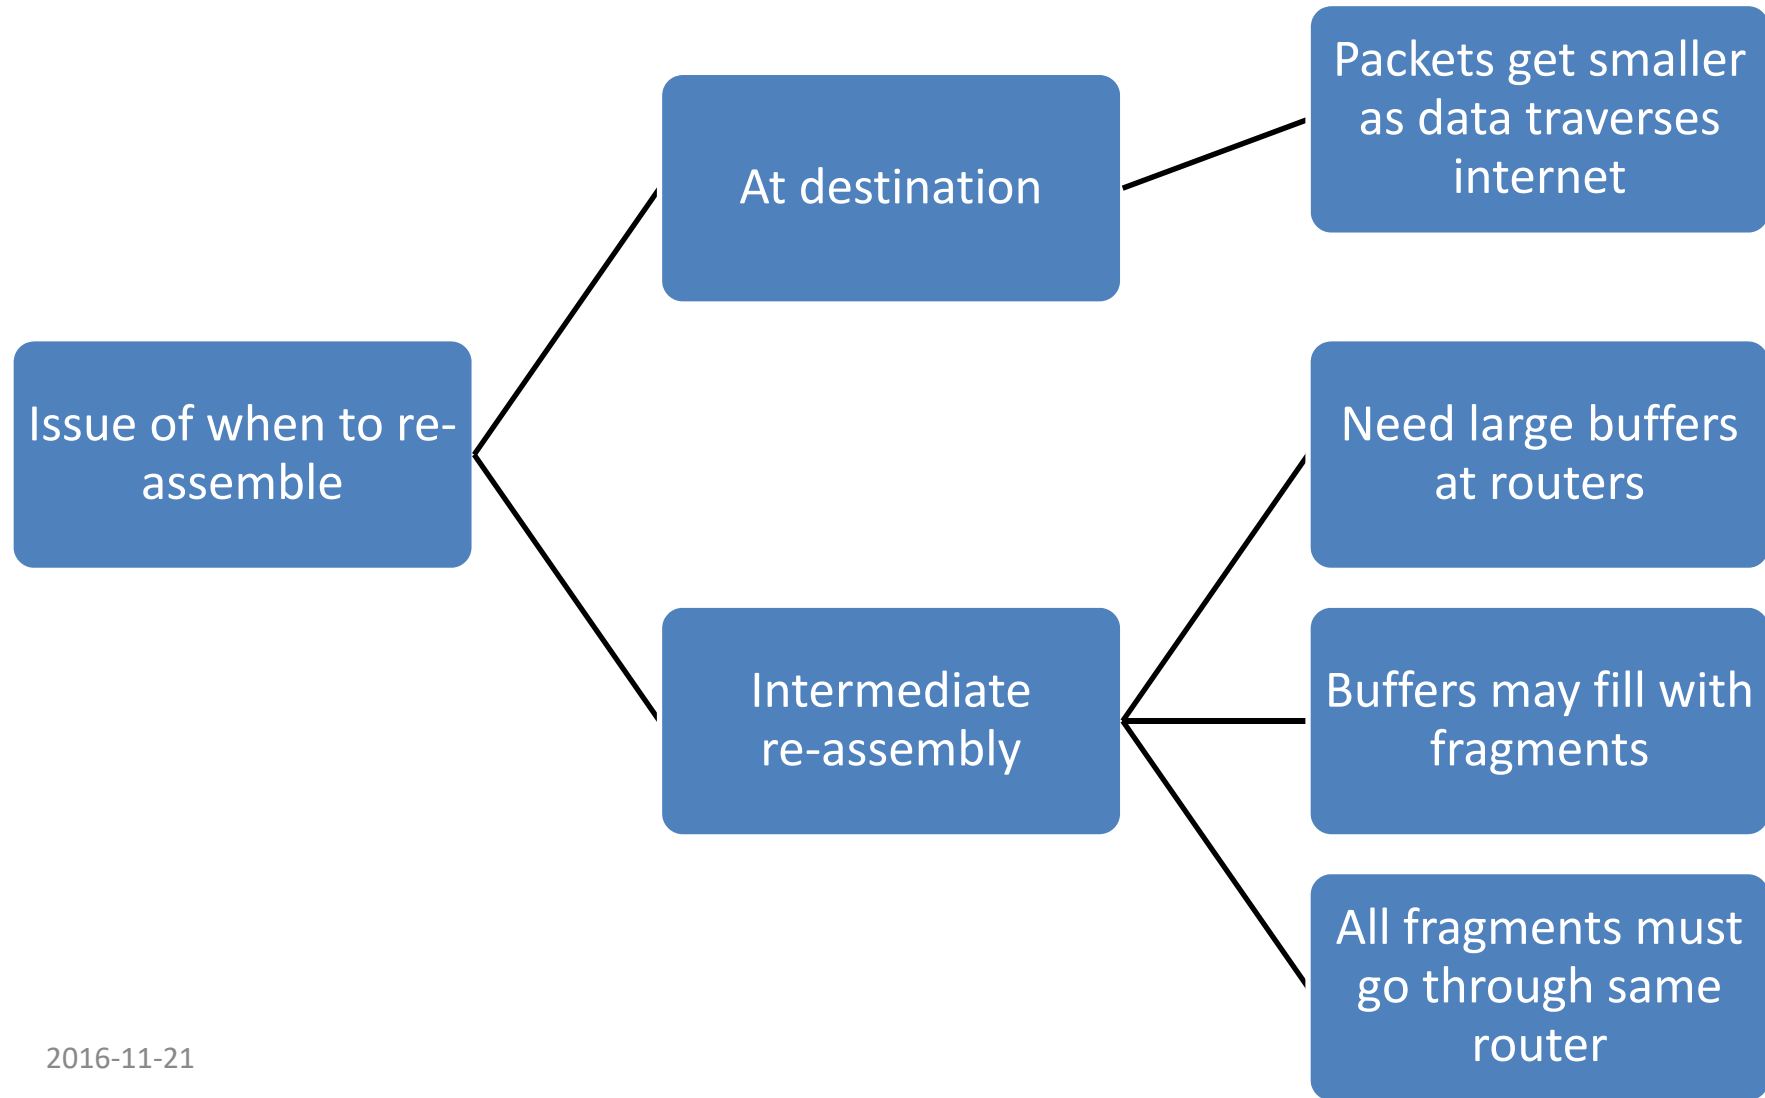 Issue of when to re-
assemble
At destination
Packets get smaller
as data traverses
internet
Intermediate
re-assembly
Need large buffers
at routers
Buffers may fill with
fragments
All fragments must
go through same
router
2016-11-21